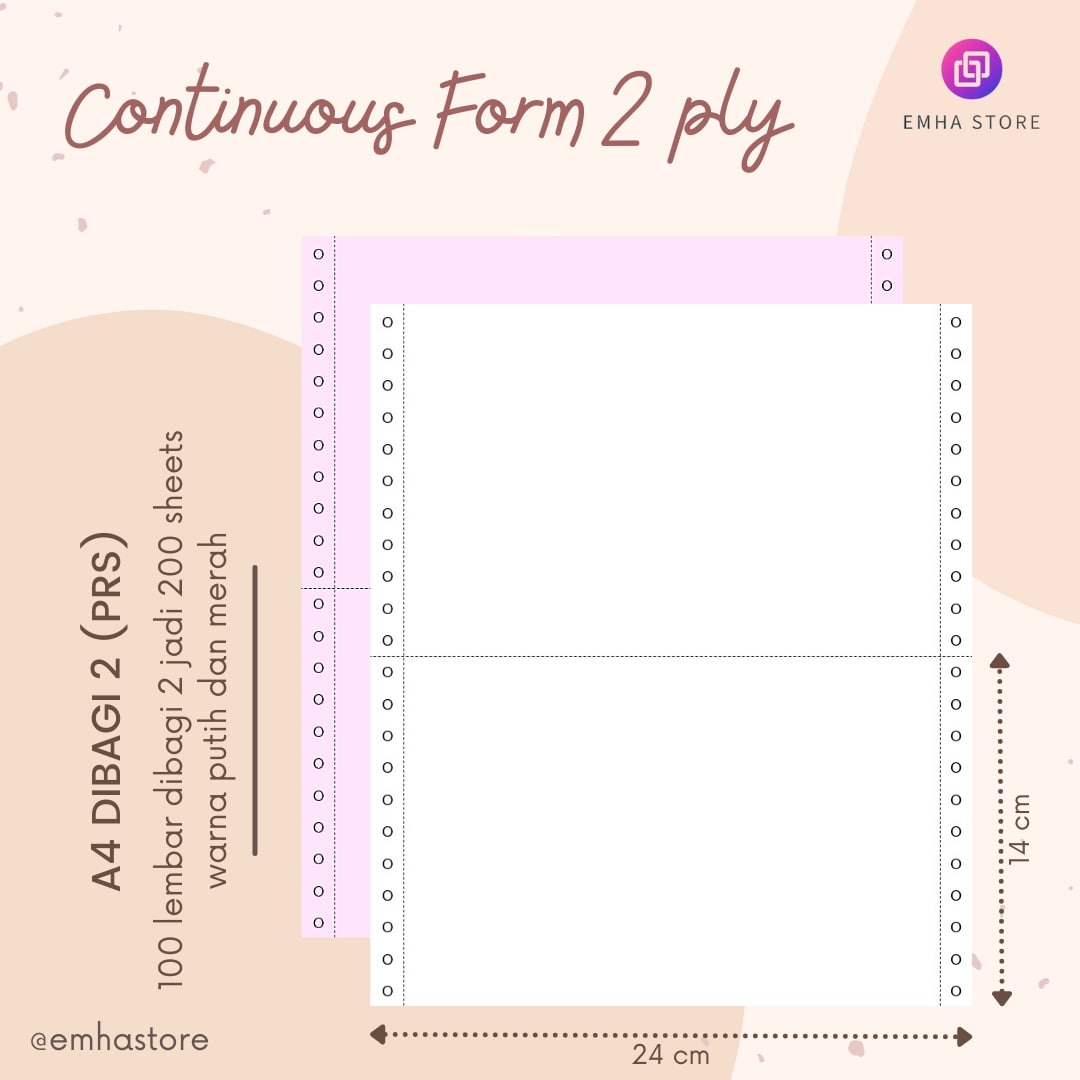 Continuous Form 2 ply
EMHA STORE
A4 DIBAGI 2 (PRS)
100 lembar dibagi 2 jadi 200 sheets
warna putih dan merah
14 cm
24 cm
@emhastore